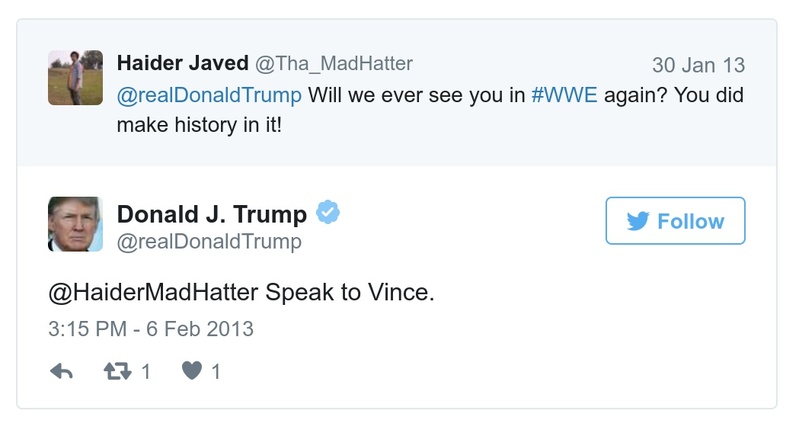 Haider Javed @Tha_MadHatter 30 Jan 13
@realDonaldTrump Will we ever see you in #WWE again? You did
make history in it!
Donald J. Trump
@realDonaldTrump
Follow
@HaiderMadHatter Speak to Vince.
3:15 PM - 6 Feb 2013
1 1